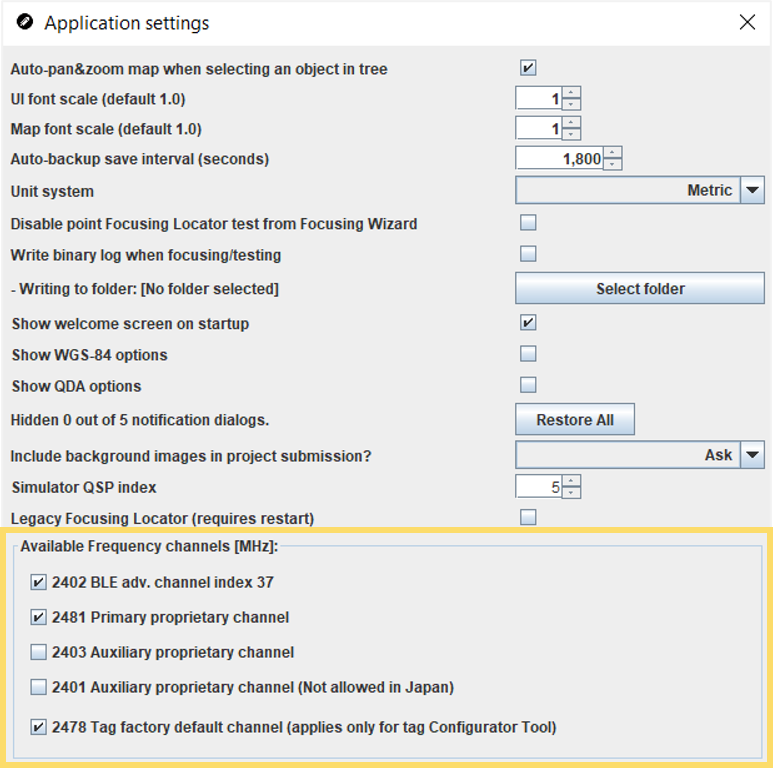 Application settings
Auto-pan&zoom map when selecting an object in tree
UI font scale (default 1.0) 1
Map font scale (default 1.0) 1
Auto-backup save interval (seconds) 1,800
Unit system Metric
Disable point Focusing Locator test from Focusing Wizard
Write binary log when focusing/testing
- Writing to folder: [No folder selected] Select folder
Show welcome screen on startup
Show WGS-84 options
Show QDA options
Hidden 0 out of 5 notification dialogs. Restore All
Include background images in project submission? Ask
Simulator QSP index 5
Legacy Focusing Locator (requires restart)
Available Frequency channels [MHz]:
2402 BLE adv. channel index 37
2481 Primary proprietary channel
2403 Auxiliary proprietary channel
2401 Auxiliary proprietary channel (Not allowed in Japan)
2478 Tag factory default channel (applies only for tag Configurator Tool)